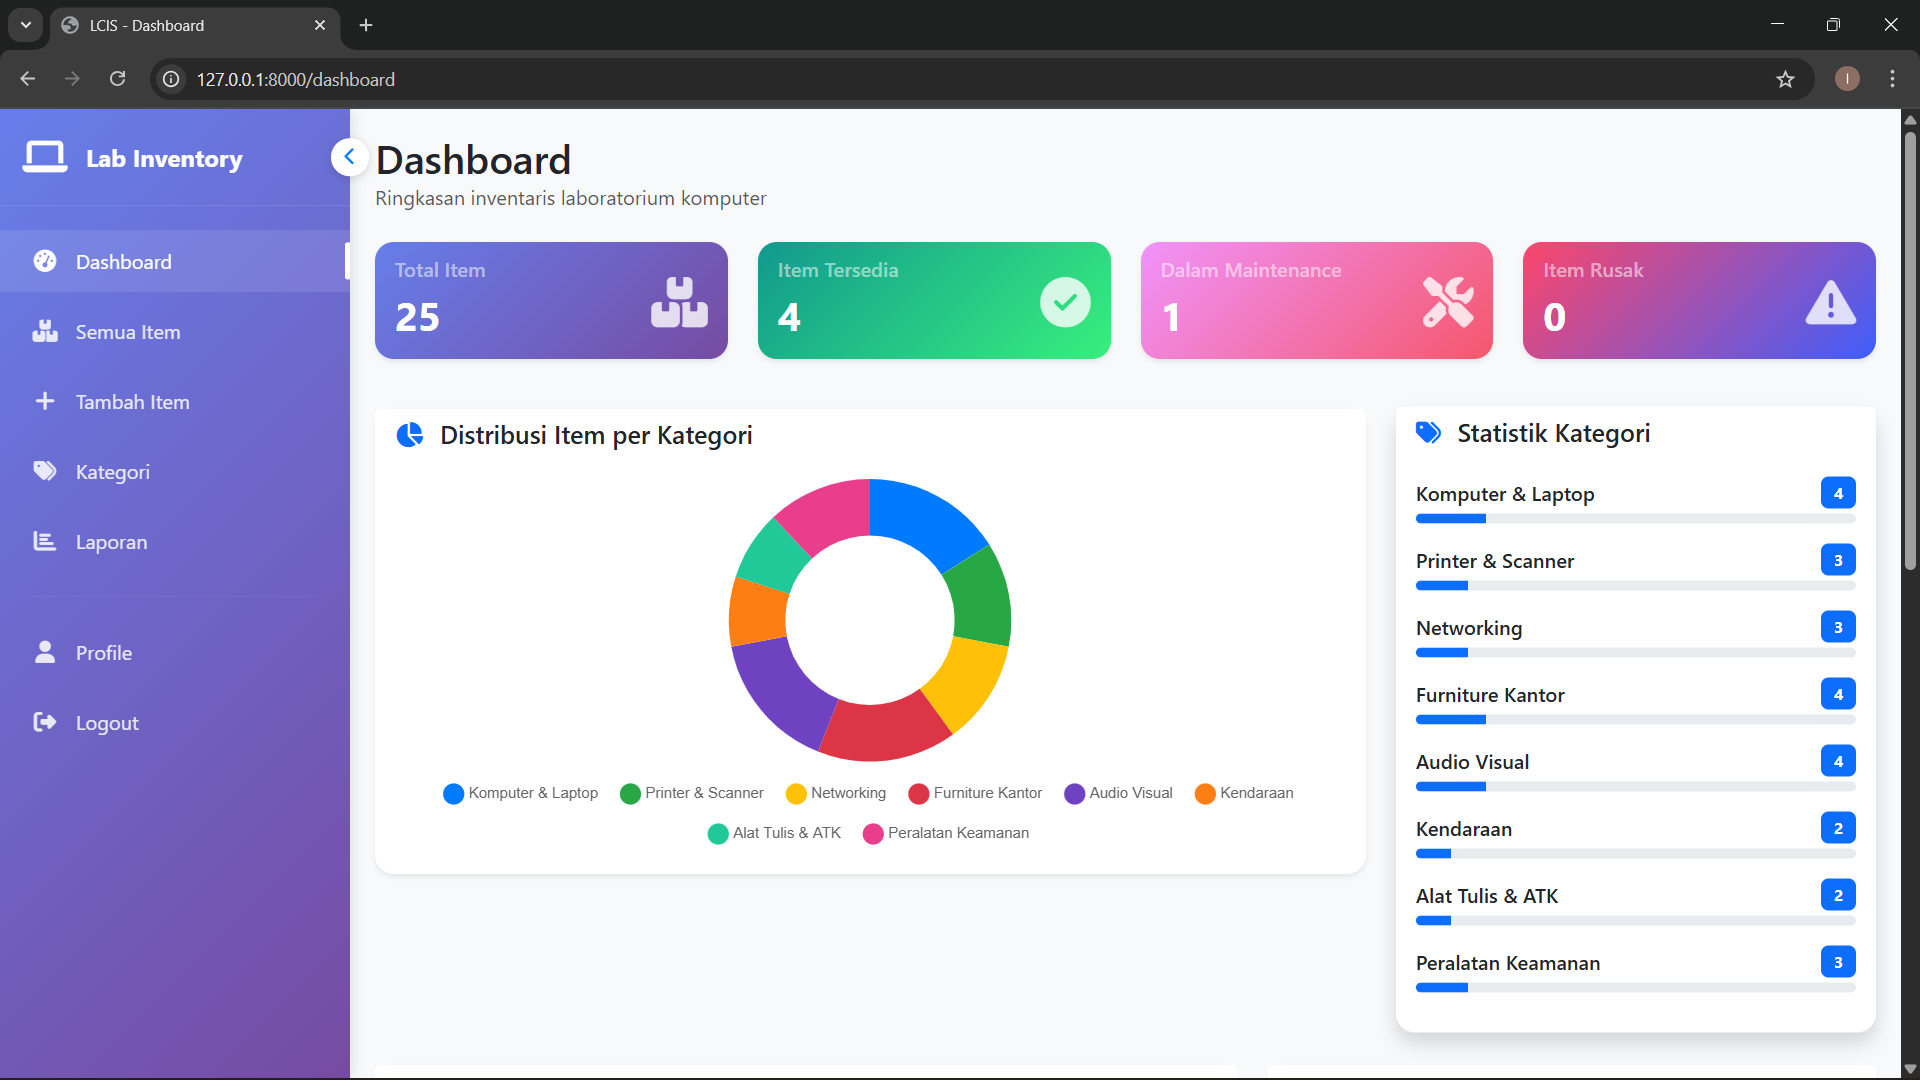 LCIS - Dashboard
127.0.0.1:8000/dashboard
I
Lab Inventory
Dashboard
Semua Item
Tambah Item
Kategori
Laporan
Profile
Logout
Dashboard
Ringkasan inventaris laboratorium komputer
Total Item
25
Item Tersedia
4
Dalam Maintenance
1
Item Rusak
0
Distribusi Item per Kategori
Komputer & Laptop
Printer & Scanner
Networking
Furniture Kantor
Audio Visual
Kendaraan
Alat Tulis & ATK
Peralatan Keamanan
Statistik Kategori
Komputer & Laptop 4
Printer & Scanner 3
Networking 3
Furniture Kantor 4
Audio Visual 4
Kendaraan 2
Alat Tulis & ATK 2
Peralatan Keamanan 3